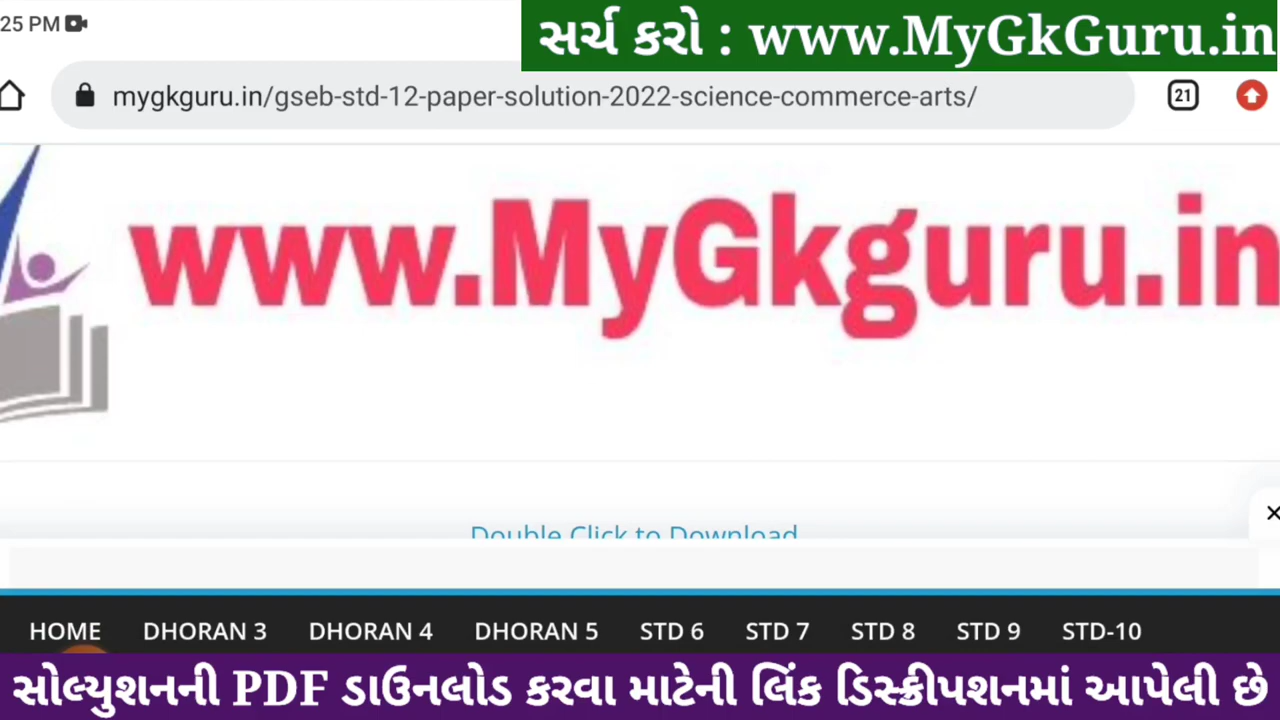 25 PM
સર્ચ કરો : www.MyGkGuru.in
mygkguru.in/gseb-std-12-paper-solution-2022-science-commerce-arts/
21
www.MyGkguru.in
Double Click to Download
HOME DHORAN 3 DHORAN 4 DHORAN 5 STD 6 STD 7 STD 8 STD 9 STD-10
સોલ્યુશનની PDF ડાઉનલોડ કરવા માટેની લિંક ડિસ્ક્રીપશનમાં આપેલી છે